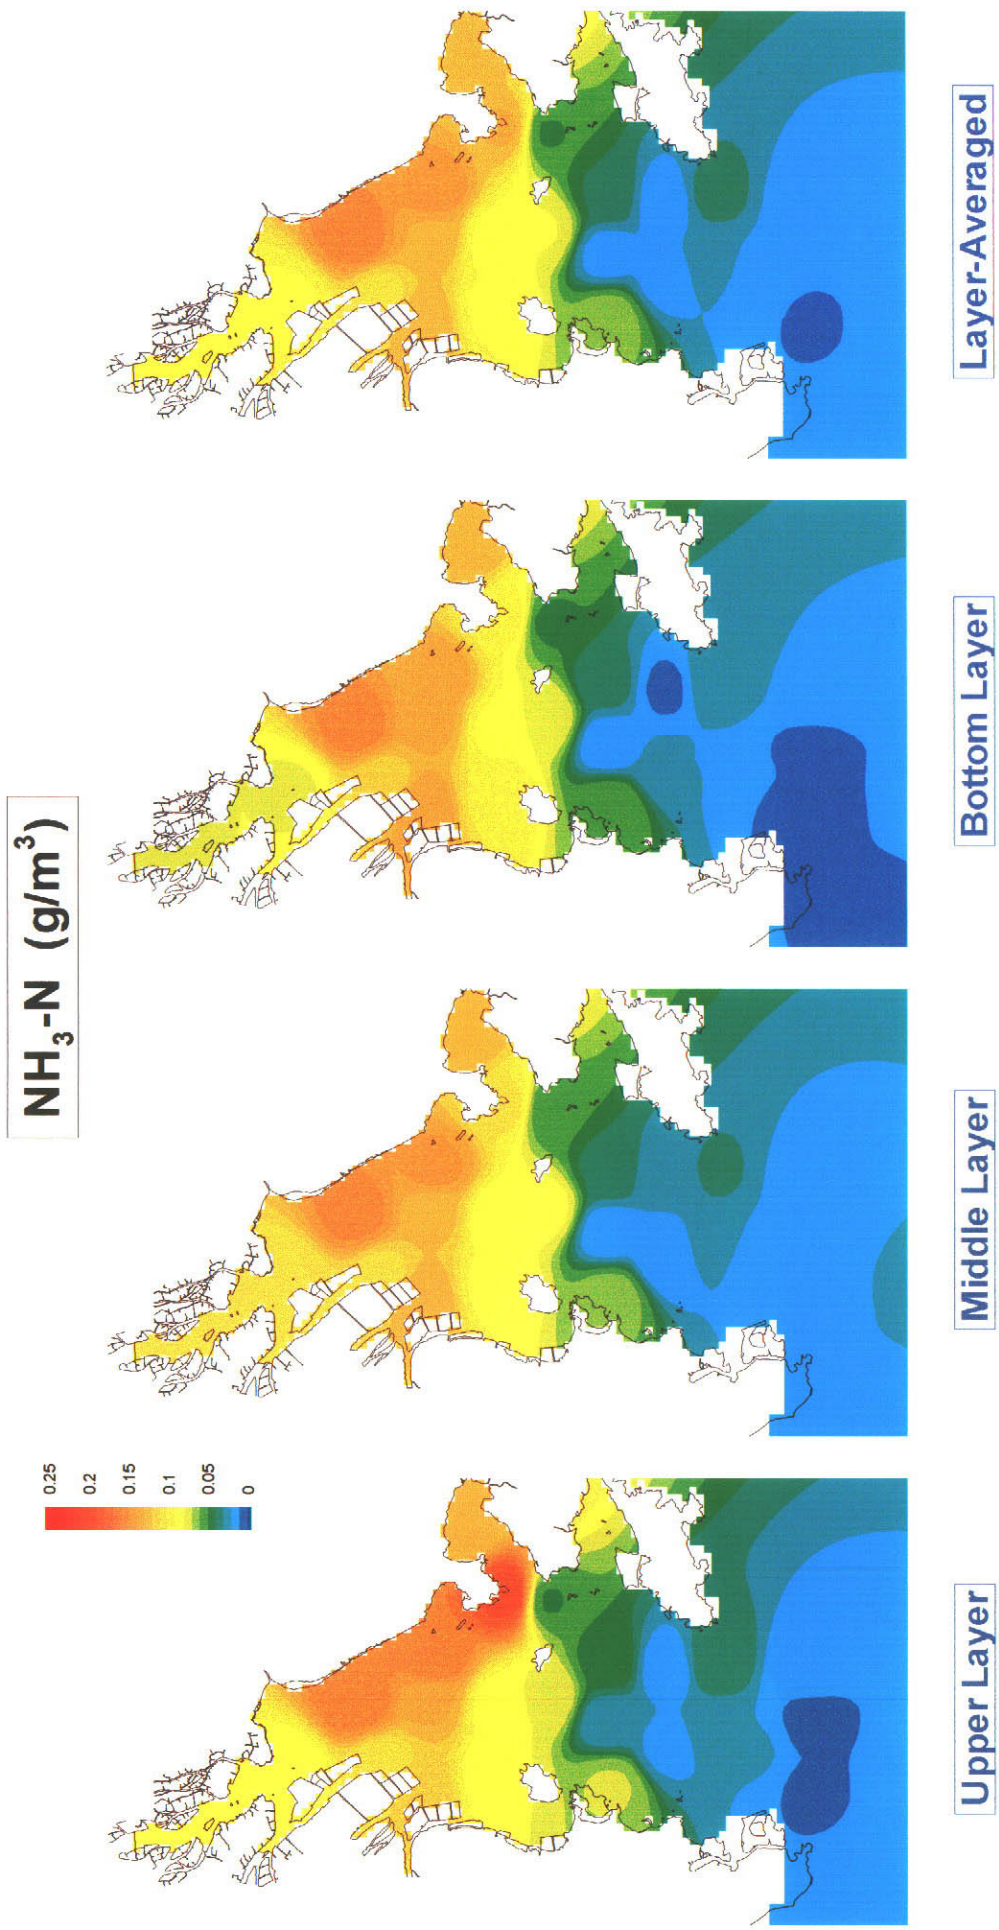 NH₃-N (g/m³)
0.25
0.2
0.15
0.1
0.05
0
Upper Layer
Middle Layer
Bottom Layer
Layer-Averaged